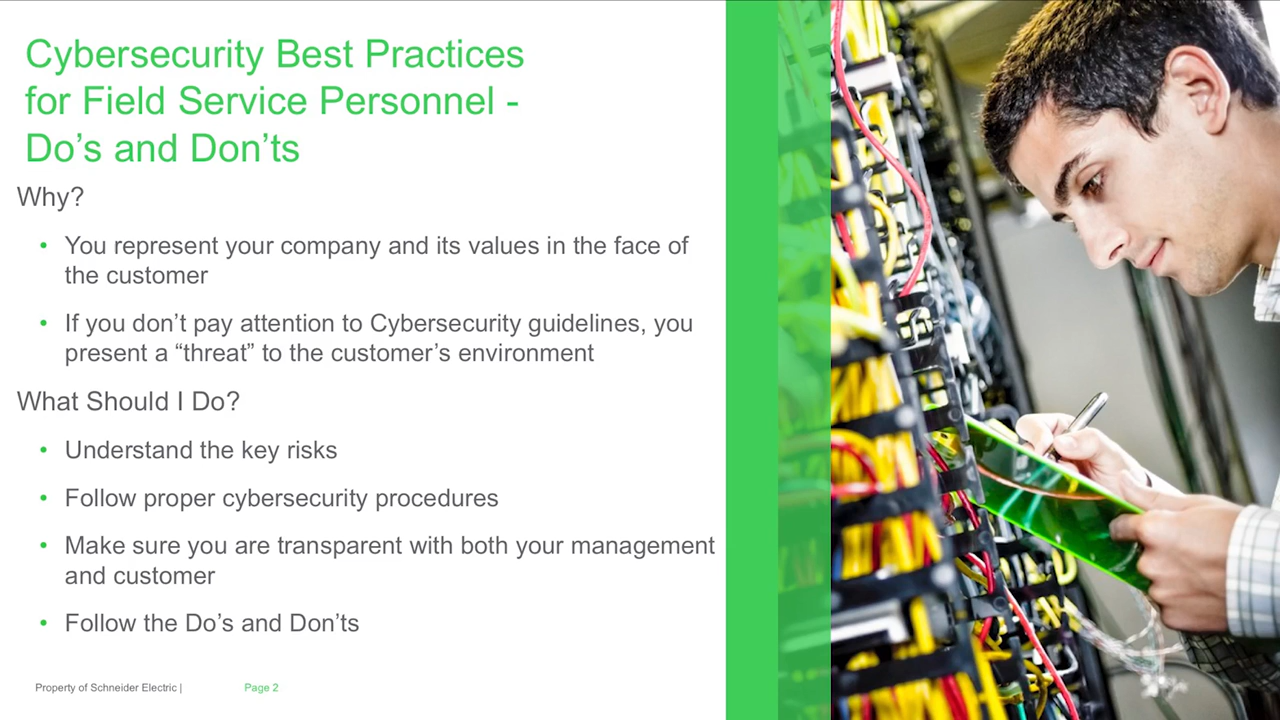 Cybersecurity Best Practices
for Field Service Personnel -
Do’s and Don’ts
Why?
• You represent your company and its values in the face of
the customer
• If you don’t pay attention to Cybersecurity guidelines, you
present a “threat” to the customer’s environment
What Should I Do?
• Understand the key risks
• Follow proper cybersecurity procedures
• Make sure you are transparent with both your management
and customer
• Follow the Do’s and Don’ts
Property of Schneider Electric | Page 2